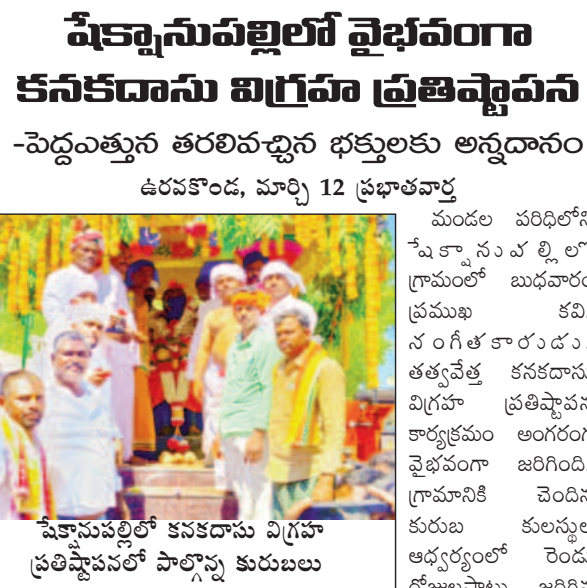 షేక్షానుపల్లిలో వైభవంగా
కనకదాసు విగ్రహ ప్రతిష్టాపన
-పెద్దఎత్తున తరలివచ్చిన భక్తులకు అన్నదానం
ఉరవకొండ, మార్చి 12 ప్రభాతవార్త
మండల పరిధిలోని
షేక్షానుపల్లిలో
గ్రామంలో బుధవారం
ప్రముఖ కవి,
సంగీతకారుడు,
తత్వవేత్త కనకదాసు
విగ్రహ ప్రతిష్టాపన
కార్యక్రమం అంగరంగ
వైభవంగా జరిగింది.
గ్రామానికి చెందిన
కురుబ కులస్థుల
ఆధ్వర్యంలో రెండు
షేక్షానుపల్లిలో కనకదాసు విగ్రహ
ప్రతిష్టాపనలో పాల్గొన్న కురుబలు